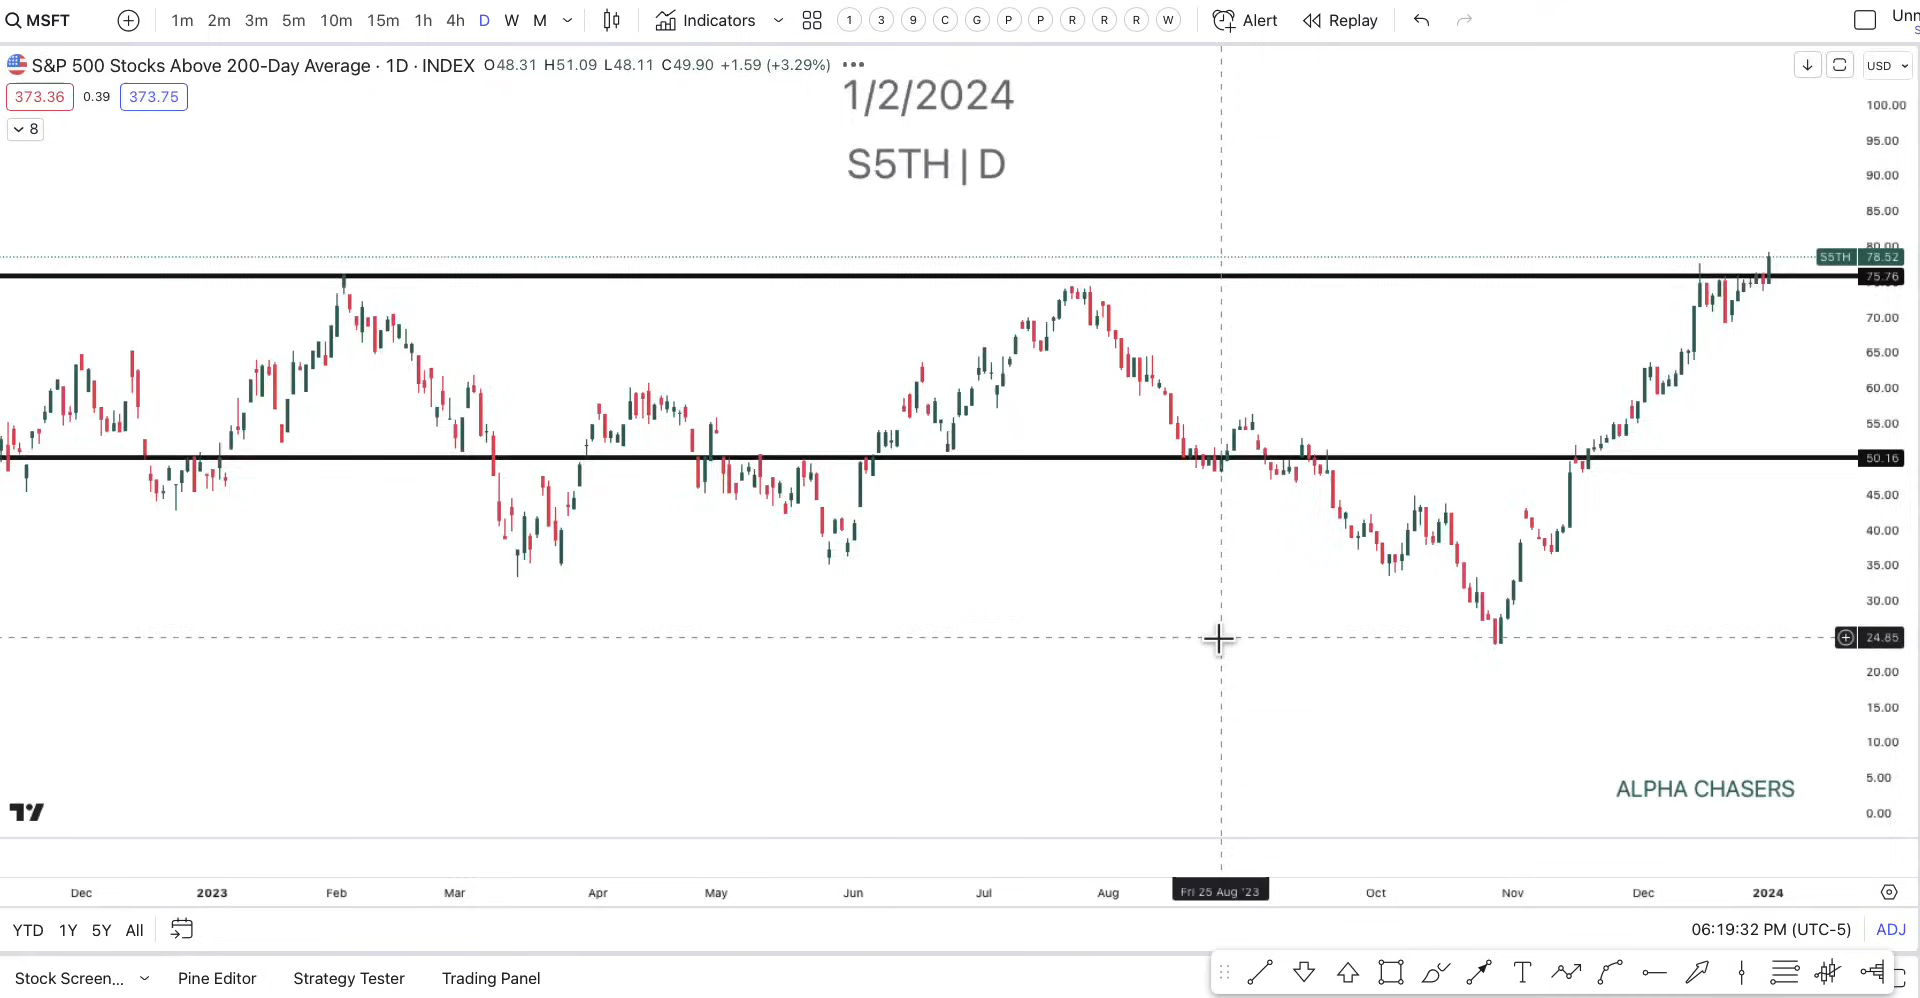 MSFT 1m 2m 3m 5m 10m 15m 1h 4h D W M Indicators 1 3 9 C G P P R R R W Alert Replay
S&P 500 Stocks Above 200-Day Average · 1D · INDEX O48.31 H51.09 L48.11 C49.90 +1.59 (+3.29%)
USD
373.36 0.39 373.75
8
1/2/2024
S5TH | D
100.00
95.00
90.00
85.00
80.00
S5TH 78.52
75.76
70.00
65.00
60.00
55.00
50.16
45.00
40.00
35.00
30.00
24.85
20.00
15.00
10.00
5.00
0.00
ALPHA CHASERS
Dec 2023 Feb Mar Apr May Jun Jul Aug Fri 25 Aug '23 Oct Nov Dec 2024
YTD 1Y 5Y All 06:19:32 PM (UTC-5) ADJ
Stock Screen... Pine Editor Strategy Tester Trading Panel